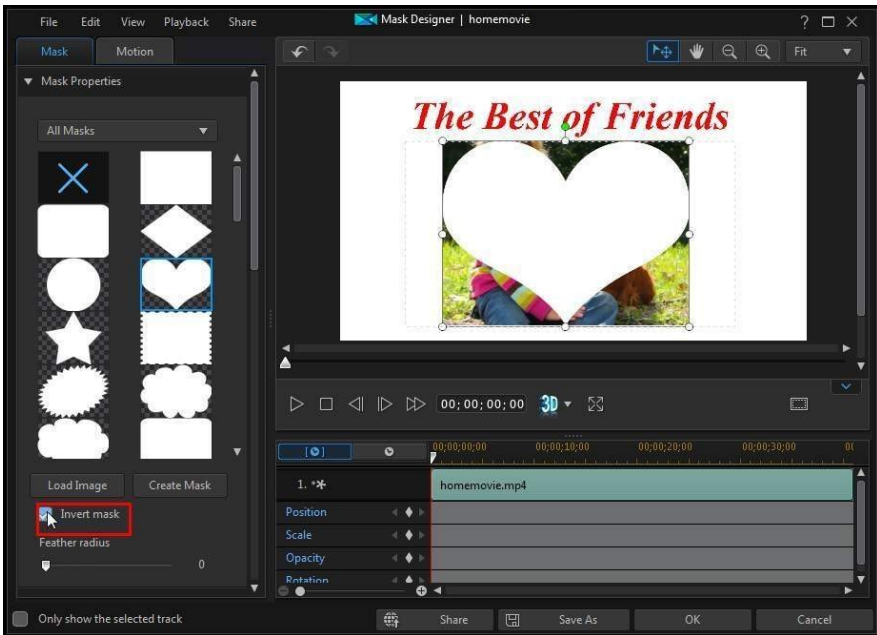 File Edit View Playback Share
Mask Designer | homemovie
? 
Mask Motion
Fit
Mask Properties
All Masks
The Best of Friends
00;00;00;00 3D
00;00;00;00 00;00;10;00 00;00;20;00 00;00;30;00 00
1.
homemovie.mp4
Load Image Create Mask
Invert mask
Feather radius
0
Position
Scale
Opacity
Rotation
Only show the selected track
Share Save As OK Cancel